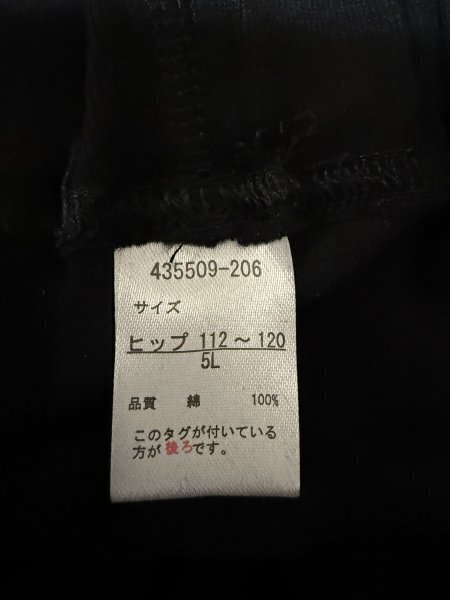 435509-206
サイズ
ヒップ 112～120
5L
品質 綿 100%
このタグが付いている
方が後ろです。